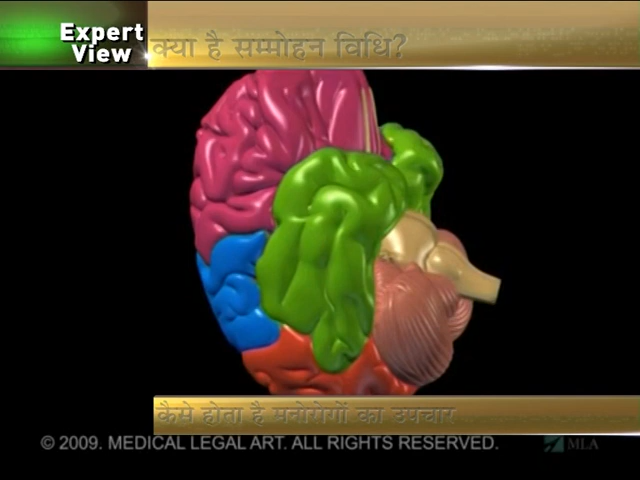 Expert
View
क्या है सम्मोहन विधि?
कैसे होता है मनोरोगों का उपचार
© 2009. MEDICAL LEGAL ART. ALL RIGHTS RESERVED.
MLA